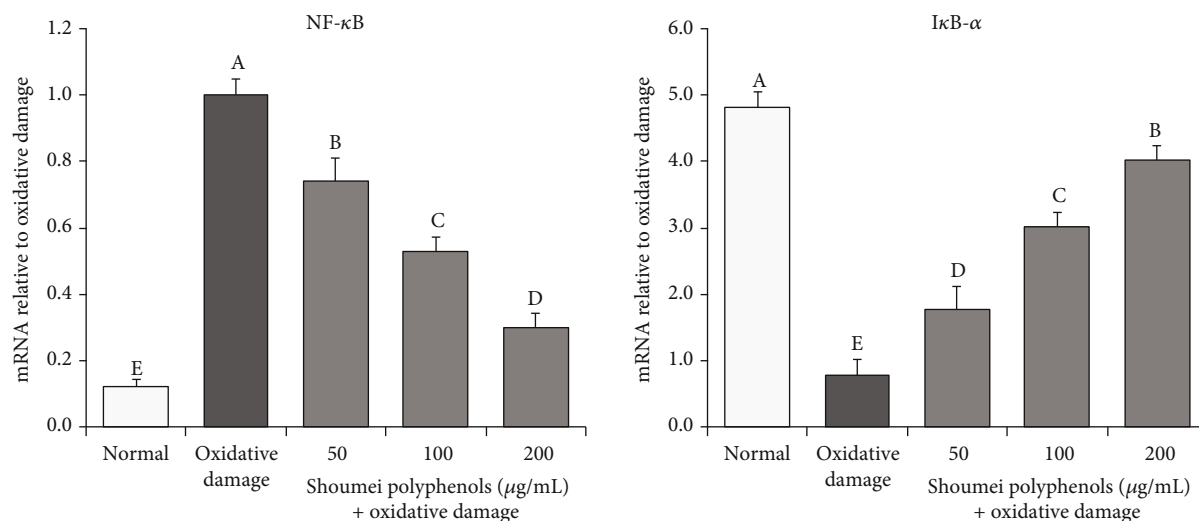 NF-κB
mRNA relative to oxidative damage
1.2
1.0
0.8
0.6
0.4
0.2
0.0
E
A
B
C
D
Normal
Oxidative
damage
50
100
200
Shoumei polyphenols (μg/mL)
+ oxidative damage
IκB-α
mRNA relative to oxidative damage
6.0
5.0
4.0
3.0
2.0
1.0
0.0
A
E
D
C
B
Normal
Oxidative
damage
50
100
200
Shoumei polyphenols (μg/mL)
+ oxidative damage